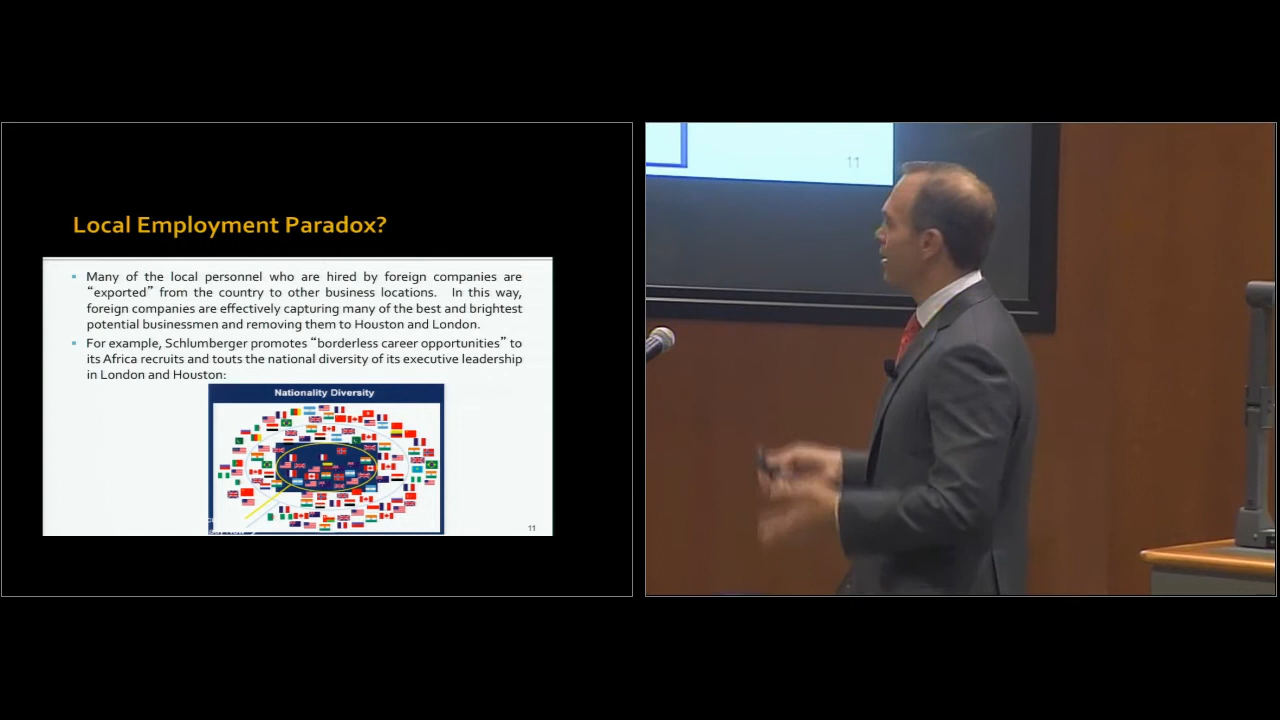 Local Employment Paradox?
Many of the local personnel who are hired by foreign companies are
“exported” from the country to other business locations. In this way,
foreign companies are effectively capturing many of the best and brightest
potential businessmen and removing them to Houston and London.
For example, Schlumberger promotes “borderless career opportunities” to
its Africa recruits and touts the national diversity of its executive leadership
in London and Houston:
Nationality Diversity
11
11